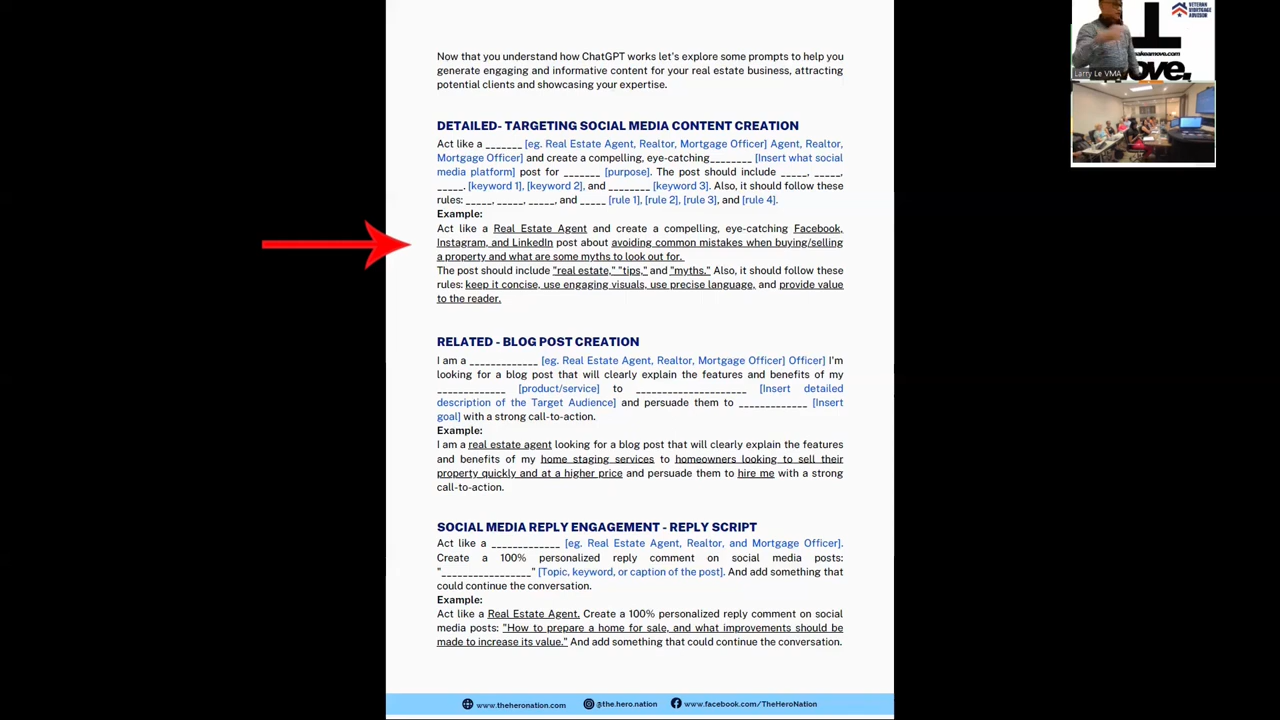 Now that you understand how ChatGPT works let's explore some prompts to help you
generate engaging and informative content for your real estate business, attracting
potential clients and showcasing your expertise.
DETAILED- TARGETING SOCIAL MEDIA CONTENT CREATION
Act like a _______ [eg. Real Estate Agent, Realtor, Mortgage Officer] Agent, Realtor,
Mortgage Officer] and create a compelling, eye-catching________ [Insert what social
media platform] post for _______ [purpose]. The post should include _____, _____,
_____. [keyword 1], [keyword 2], and ________ [keyword 3]. Also, it should follow these
rules: _____, _____, _____, and _____ [rule 1], [rule 2], [rule 3], and [rule 4].
Example:
Act like a Real Estate Agent and create a compelling, eye-catching Facebook,
Instagram, and LinkedIn post about avoiding common mistakes when buying/selling
a property and what are some myths to look out for.
The post should include "real estate," "tips," and "myths." Also, it should follow these
rules: keep it concise, use engaging visuals, use precise language, and provide value
to the reader.
RELATED - BLOG POST CREATION
I am a _____________ [eg. Real Estate Agent, Realtor, Mortgage Officer] Officer] I'm
looking for a blog post that will clearly explain the features and benefits of my
_____________ [product/service] to _____________________ [Insert detailed
description of the Target Audience] and persuade them to _____________ [Insert
goal] with a strong call-to-action.
Example:
I am a real estate agent looking for a blog post that will clearly explain the features
and benefits of my home staging services to homeowners looking to sell their
property quickly and at a higher price and persuade them to hire me with a strong
call-to-action.
SOCIAL MEDIA REPLY ENGAGEMENT - REPLY SCRIPT
Act like a _____________ [eg. Real Estate Agent, Realtor, and Mortgage Officer].
Create a 100% personalized reply comment on social media posts:
"_________________" [Topic, keyword, or caption of the post]. And add something that
could continue the conversation.
Example:
Act like a Real Estate Agent. Create a 100% personalized reply comment on social
media posts: "How to prepare a home for sale, and what improvements should be
made to increase its value." And add something that could continue the conversation.
www.theheronation.com @the.hero.nation www.facebook.com/TheHeroNation
VETERAN
MORTGAGE
ADVISOR
makeamove.com
ove.
Larry Le VMA